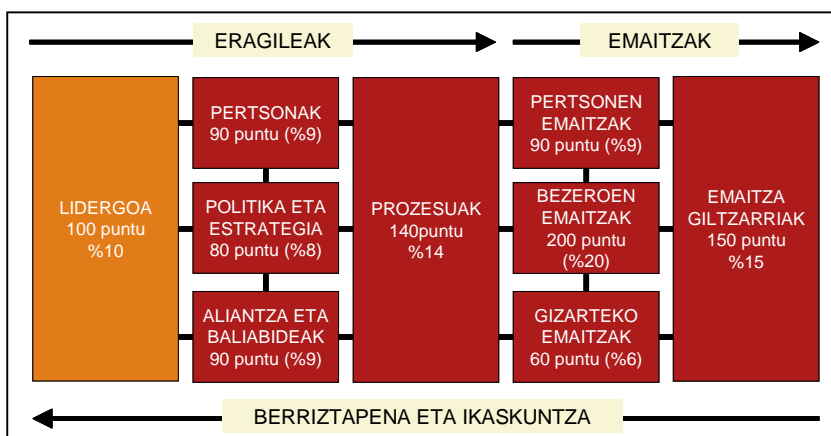 ERAGILEAK
EMAITZAK
LIDERGOA
100 puntu
%10
PERTSONAK
90 puntu (%9)
POLITIKA ETA
ESTRATEGIA
80 puntu (%8)
ALIANTZA ETA
BALIABIDEAK
90 puntu (%9)
PROZESUAK
140puntu
%14
PERTSONEN
EMAITZAK
90 puntu (%9)
BEZEROEN
EMAITZAK
200 puntu
(%20)
GIZARTEKO
EMAITZAK
60 puntu (%6)
EMAITZA
GILTZARRIAK
150 puntu
%15
BERRIZTAPENA ETA IKASKUNTZA